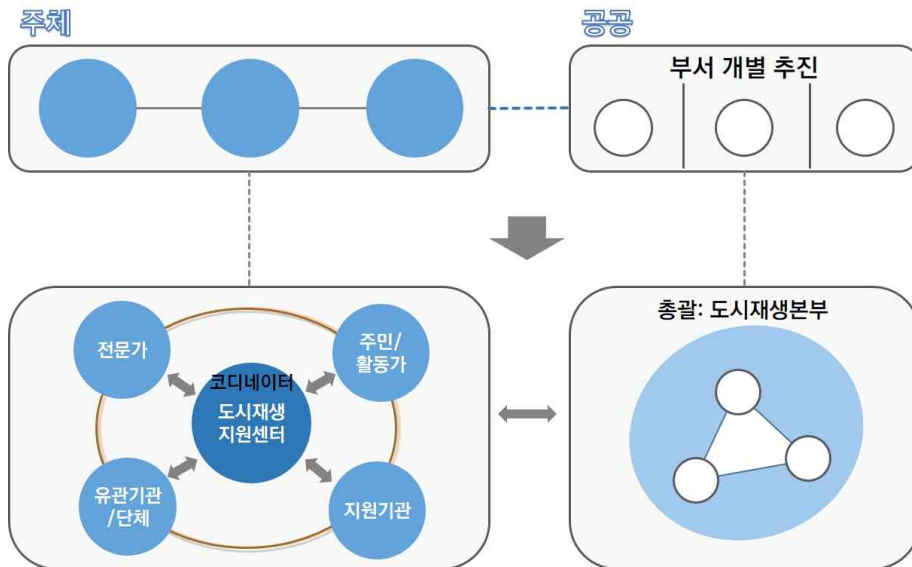 주체
공공
부서 개별 추진
총괄: 도시재생본부
전문가
주민/
활동가
코디네이터
도시재생
지원센터
유관기관
/단체
지원기관